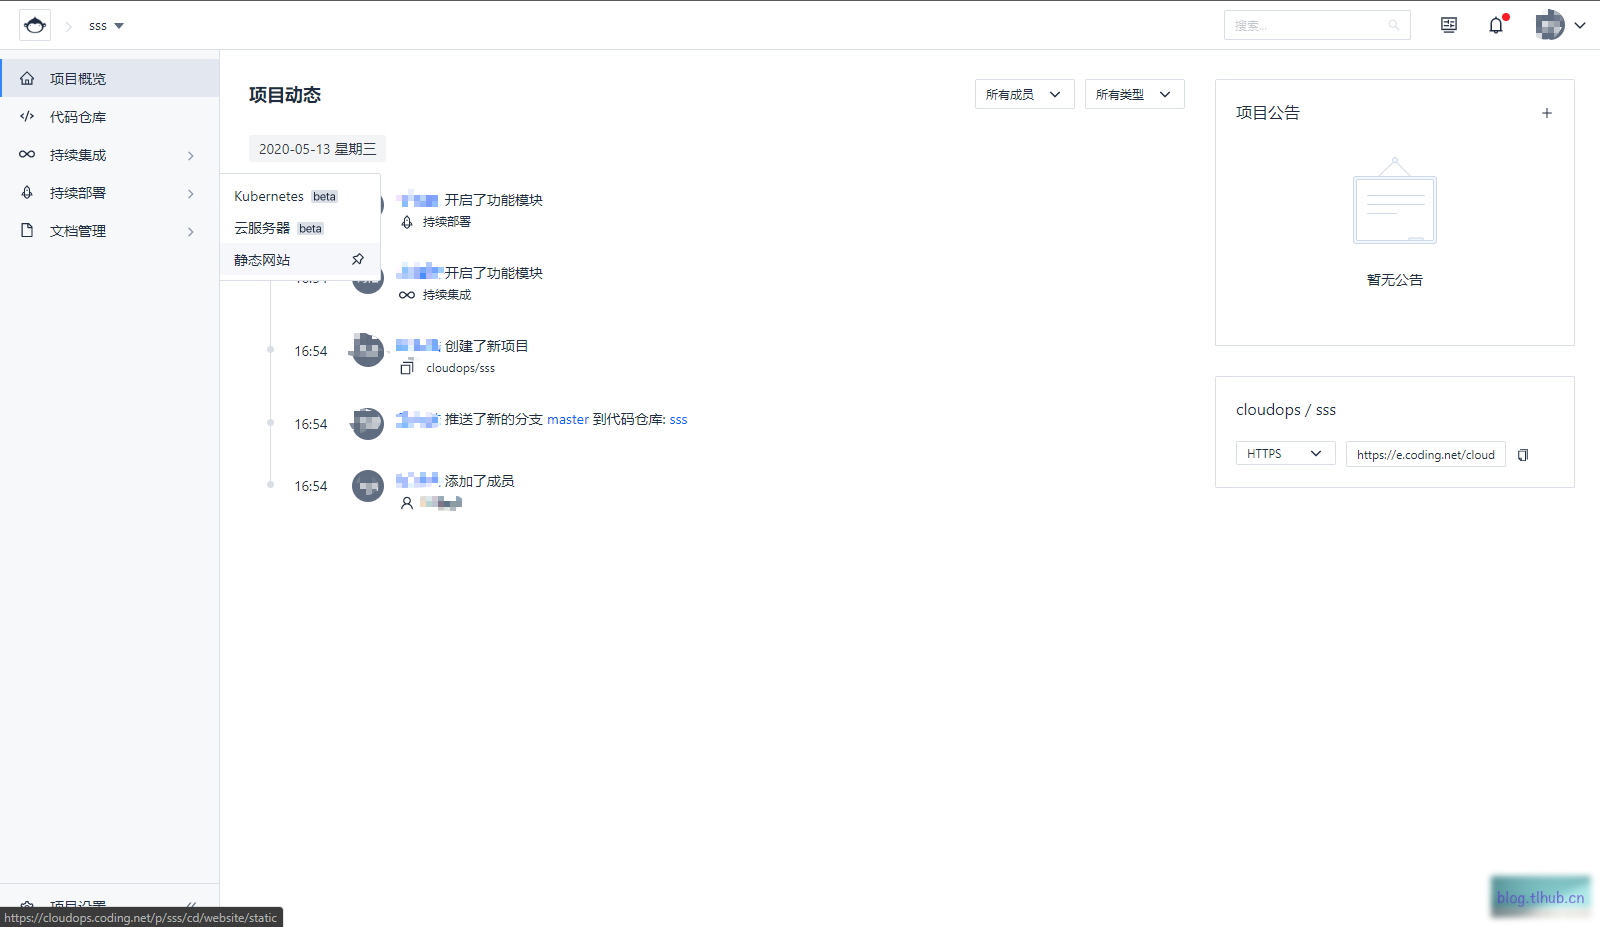 sss
搜索...
项目概览
代码仓库
持续集成
持续部署
文档管理
Kubernetes beta
云服务器 beta
静态网站
项目动态
所有成员
所有类型
2020-05-13 星期三
开启了功能模块
持续部署
开启了功能模块
持续集成
16:54
创建了新项目
cloudops/sss
16:54
推送了新的分支 master 到代码仓库: sss
16:54
添加了成员
项目公告
暂无公告
cloudops / sss
HTTPS
https://e.coding.net/cloud
项目设置
https://cloudops.coding.net/p/sss/cd/website/static
blog.tlhub.cn